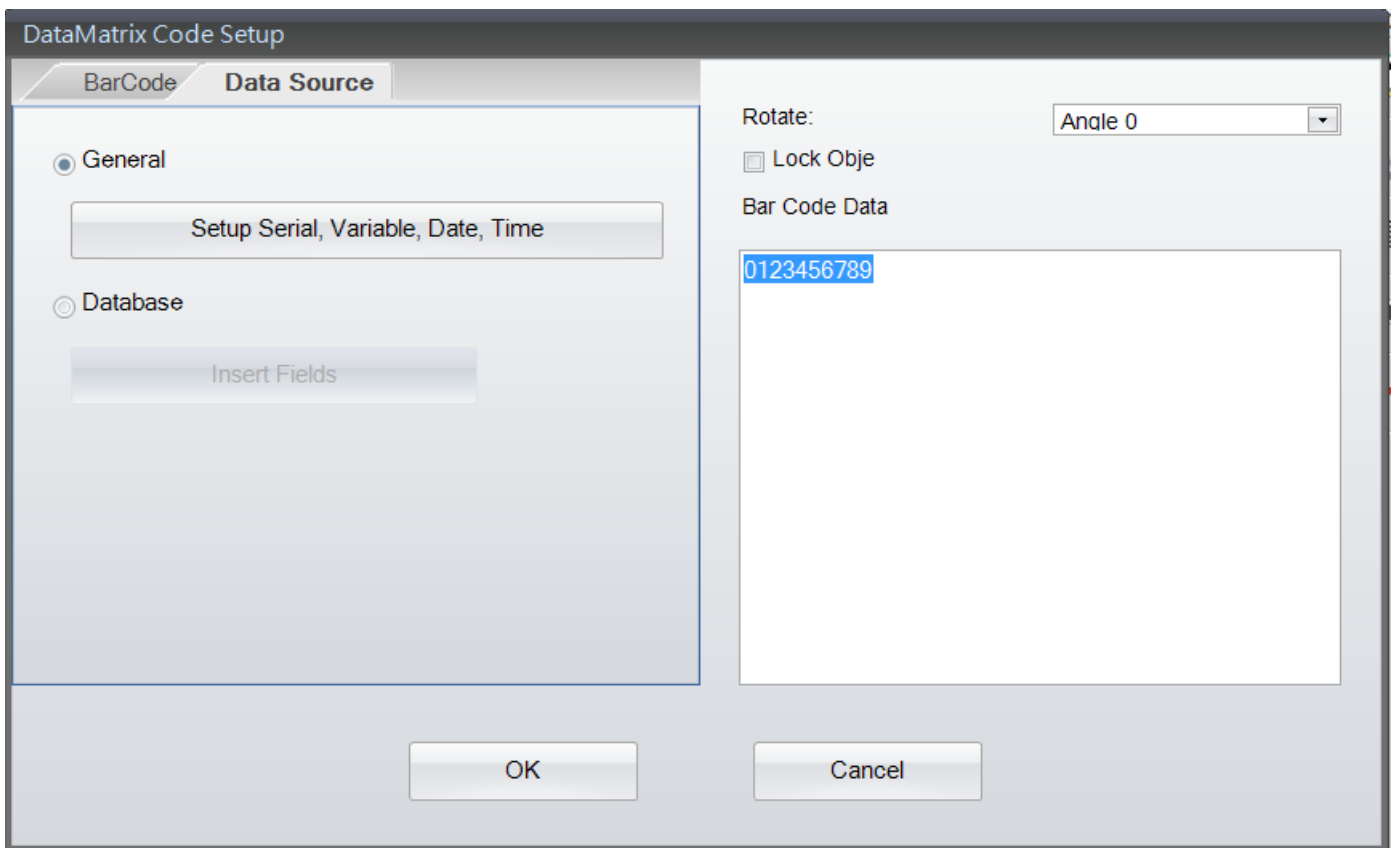 DataMatrix Code Setup
BarCode Data Source
General
Setup Serial, Variable, Date, Time
Database
Insert Fields
Rotate: Angle 0
Lock Obje
Bar Code Data
0123456789
OK Cancel